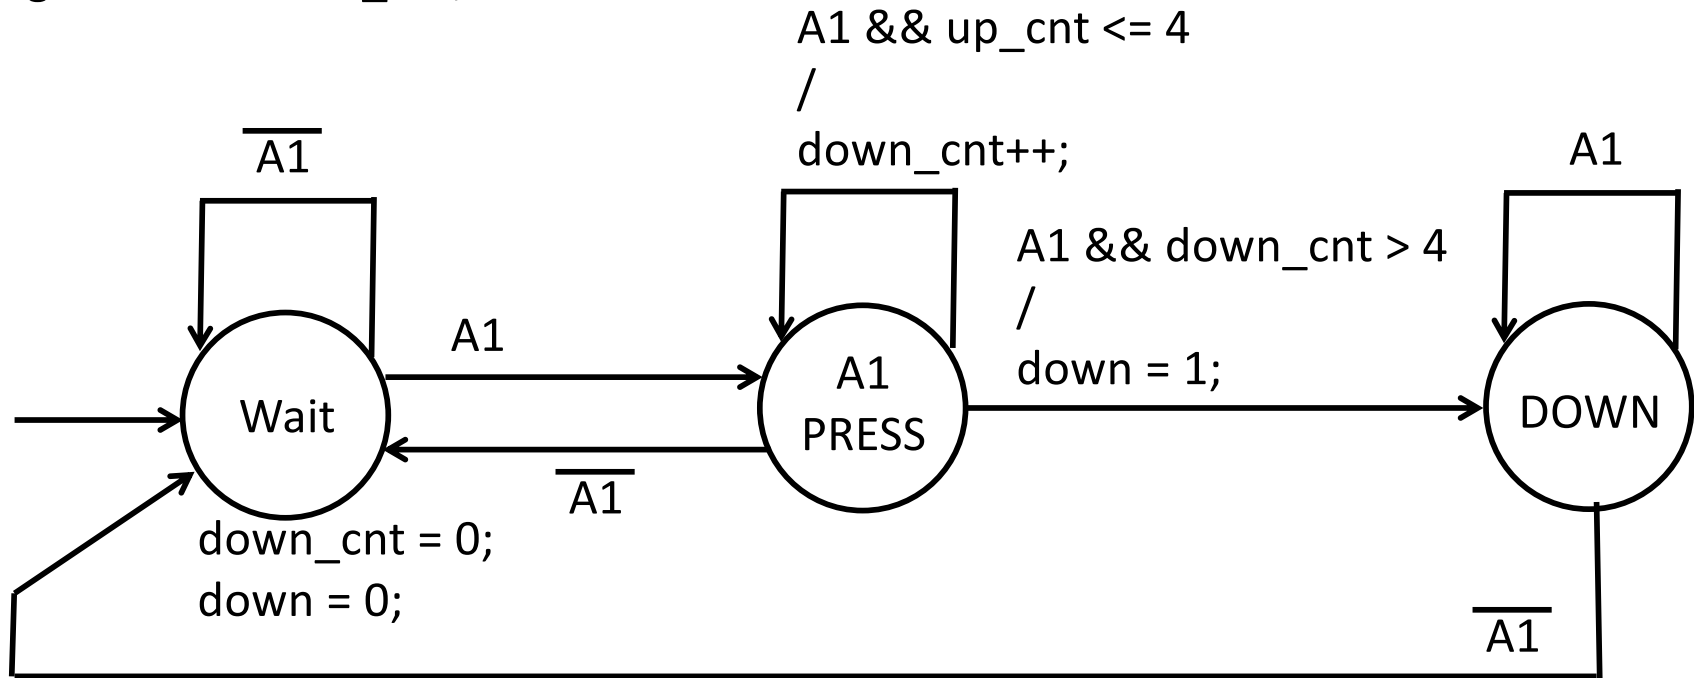 A1 && up_cnt <= 4
/
down_cnt++;
A1
A1
A1 && down_cnt > 4
/
down = 1;
A1
Wait
A1
PRESS
DOWN
A1
down_cnt = 0;
down = 0;
A1